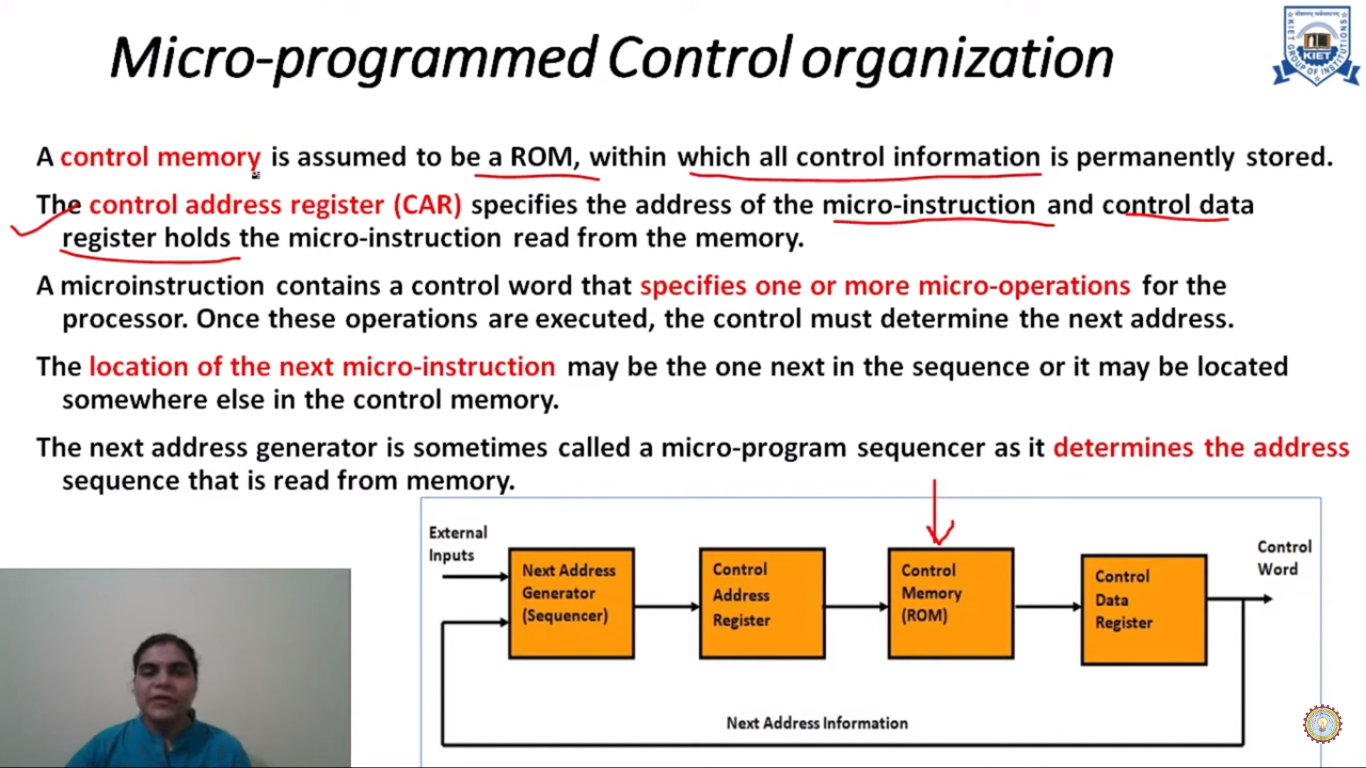 Micro-programmed Control organization
KIET
KIET GROUP OF INSTITUTIONS
A control memory is assumed to be a ROM, within which all control information is permanently stored.
The control address register (CAR) specifies the address of the micro-instruction and control data
register holds the micro-instruction read from the memory.
A microinstruction contains a control word that specifies one or more micro-operations for the
processor. Once these operations are executed, the control must determine the next address.
The location of the next micro-instruction may be the one next in the sequence or it may be located
somewhere else in the control memory.
The next address generator is sometimes called a micro-program sequencer as it determines the address
sequence that is read from memory.
External
Inputs
Next Address
Generator
(Sequencer)
Control
Address
Register
Control
Memory
(ROM)
Control
Data
Register
Control
Word
Next Address Information